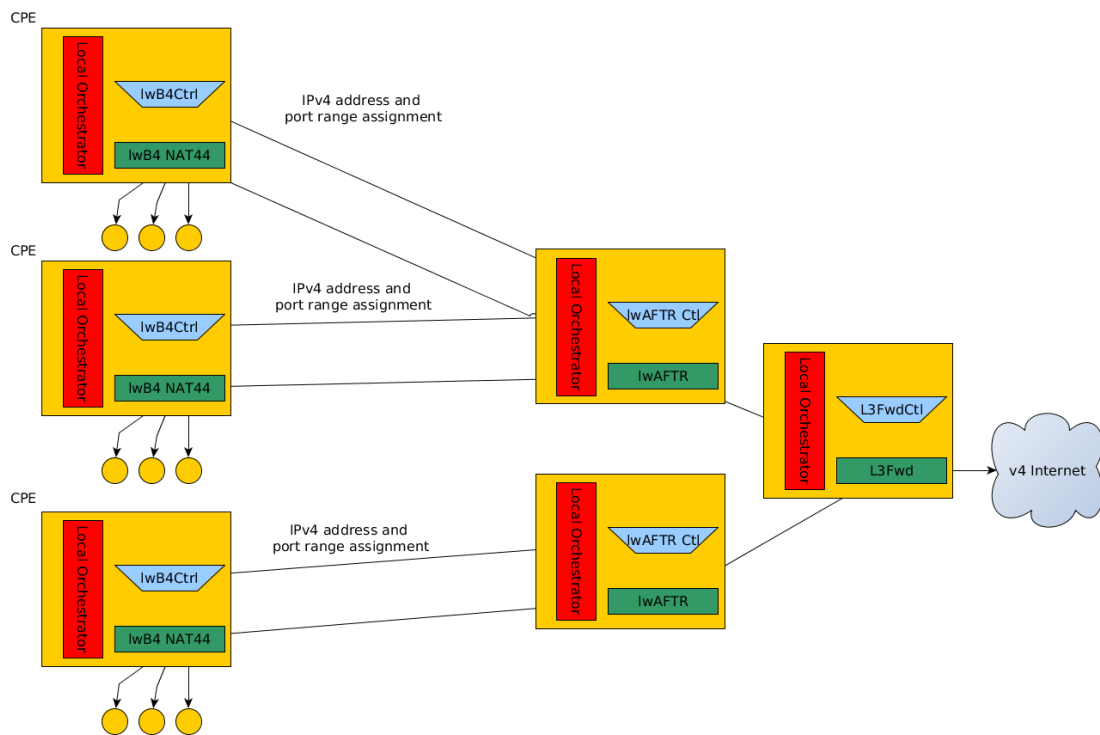 CPE
Local Orchestrator
lwB4Ctrl
lwB4 NAT44
IPv4 address and
port range assignment
CPE
Local Orchestrator
lwB4Ctrl
lwB4 NAT44
IPv4 address and
port range assignment
CPE
Local Orchestrator
lwB4Ctrl
lwB4 NAT44
IPv4 address and
port range assignment
Local Orchestrator
lwAFTR Ctl
lwAFTR
Local Orchestrator
lwAFTR Ctl
lwAFTR
Local Orchestrator
L3FwdCtl
L3Fwd
v4 Internet